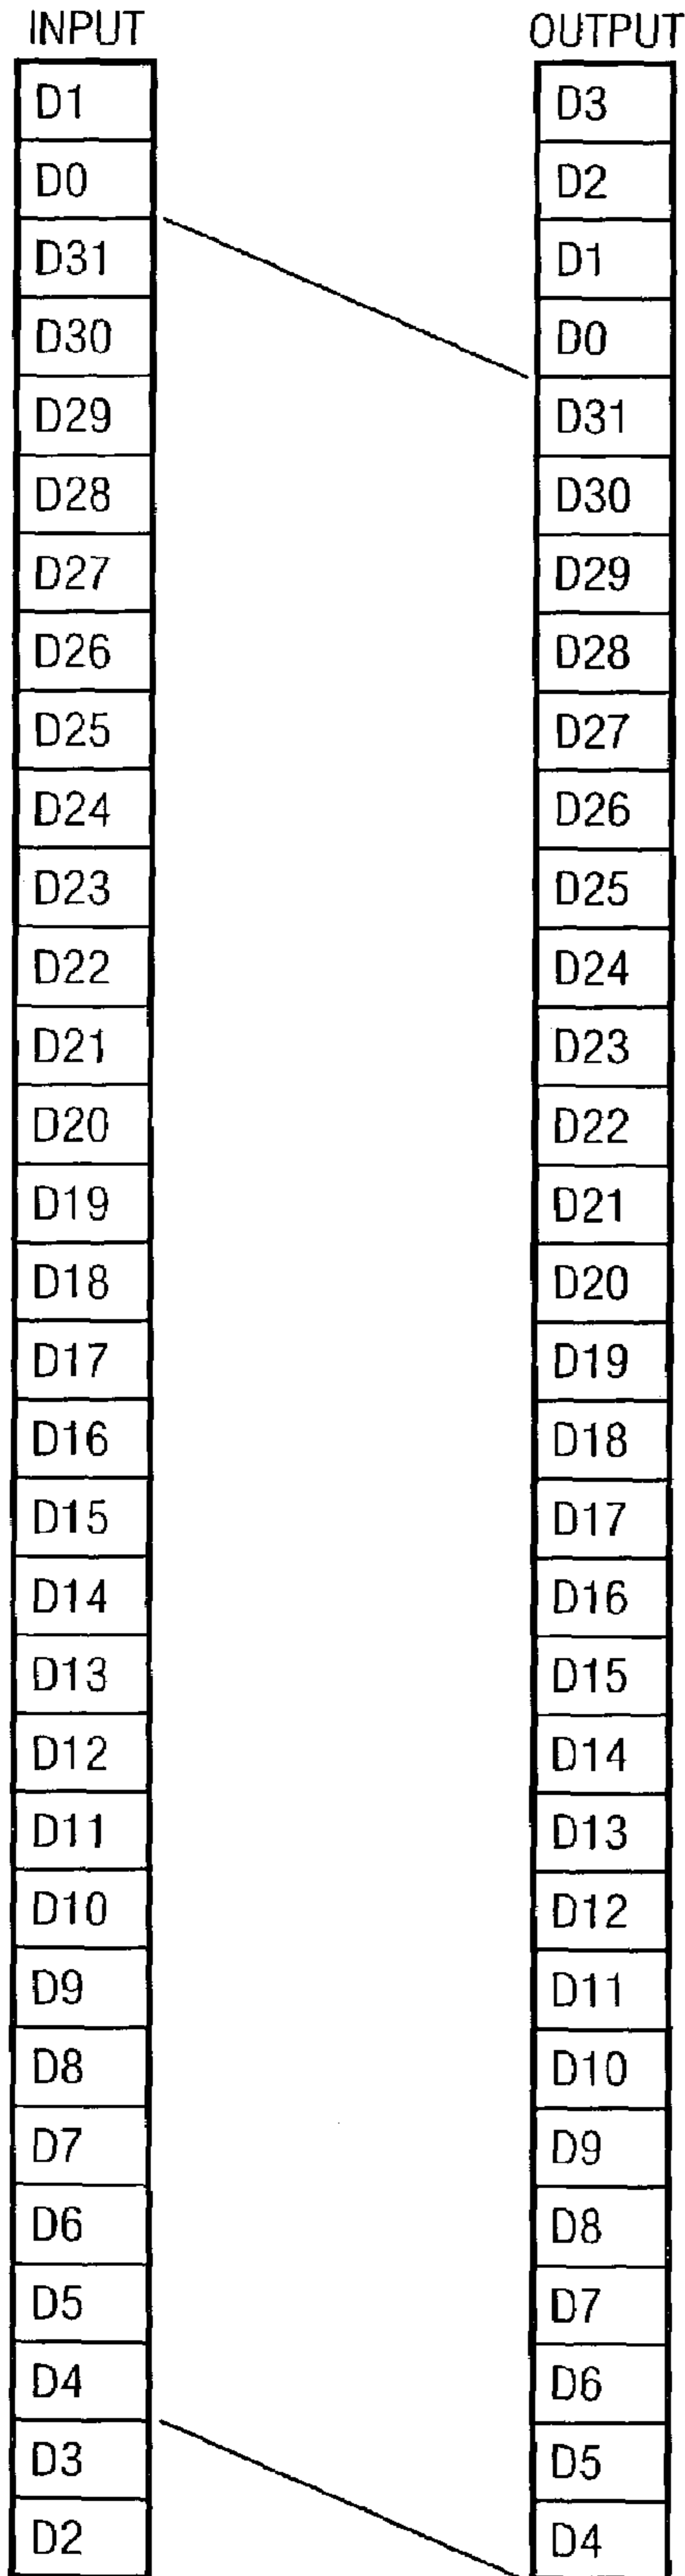 INPUT OUTPUT
D1 D3
D0 D2
D31 D1
D30 D0
D29 D31
D28 D30
D27 D29
D26 D28
D25 D27
D24 D26
D23 D25
D22 D24
D21 D23
D20 D22
D19 D21
D18 D20
D17 D19
D16 D18
D15 D17
D14 D16
D13 D15
D12 D14
D11 D13
D10 D12
D9 D11
D8 D10
D7 D9
D6 D8
D5 D7
D4 D6
D3 D5
D2 D4